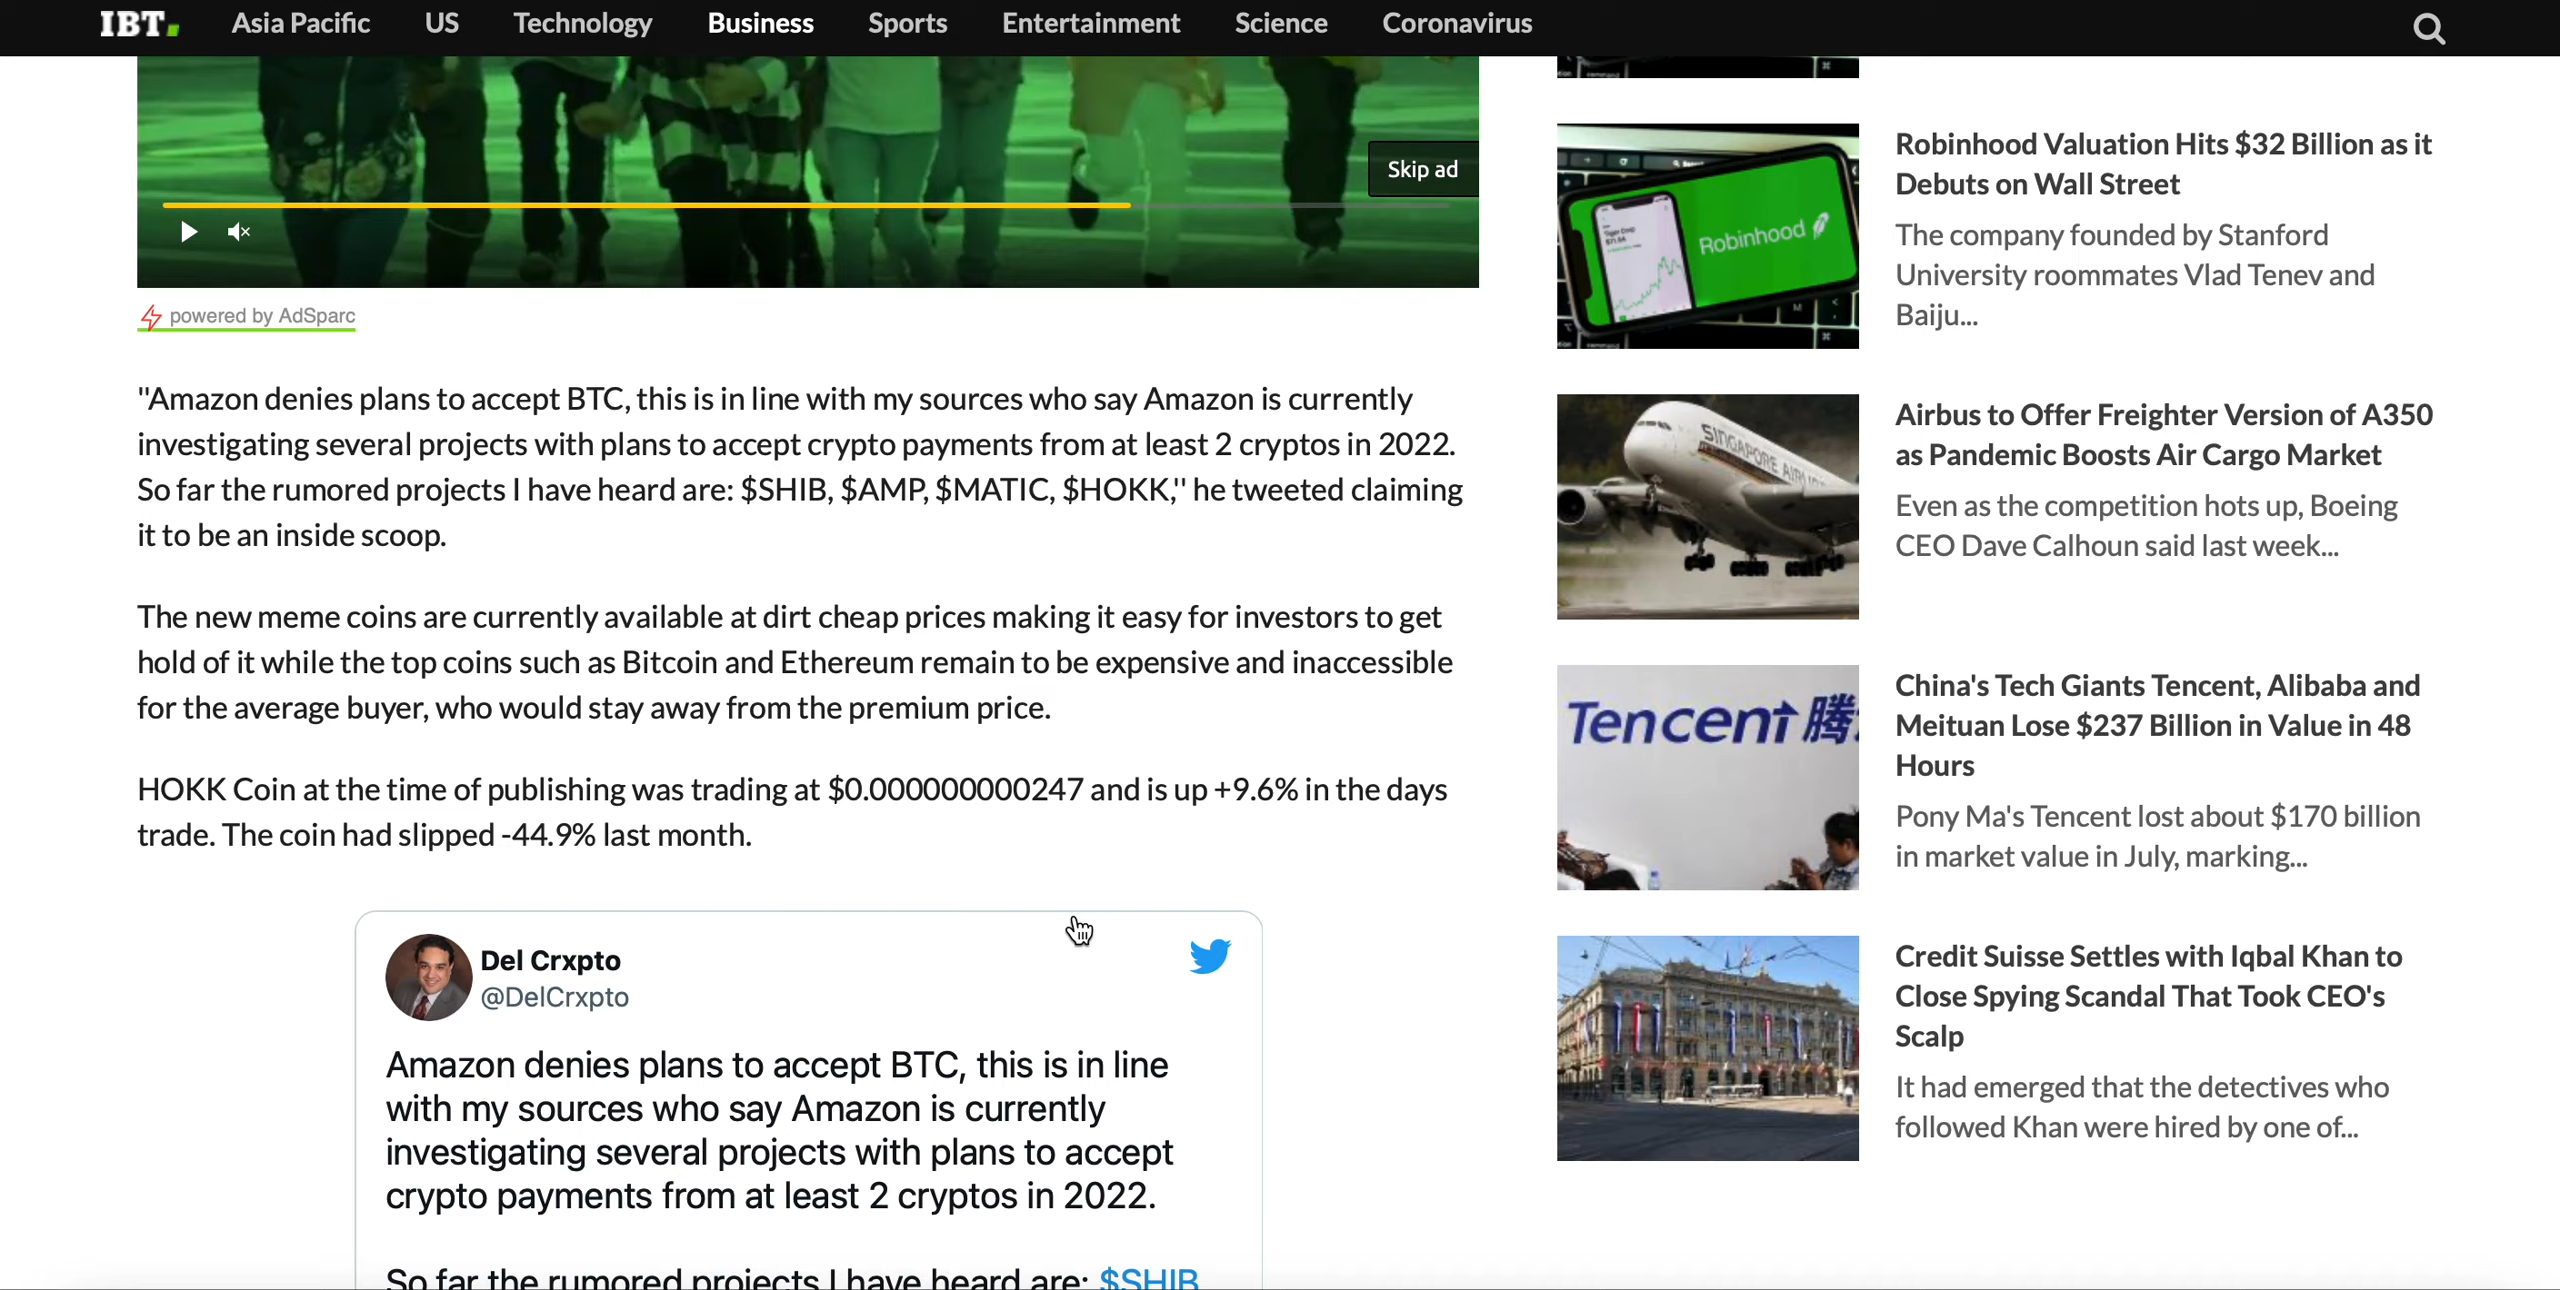 IBT.
Asia Pacific
US
Technology
Business
Sports
Entertainment
Science
Coronavirus
Skip ad
powered by AdSparc
"Amazon denies plans to accept BTC, this is in line with my sources who say Amazon is currently
investigating several projects with plans to accept crypto payments from at least 2 cryptos in 2022.
So far the rumored projects I have heard are: $SHIB, $AMP, $MATIC, $HOKK," he tweeted claiming
it to be an inside scoop.
The new meme coins are currently available at dirt cheap prices making it easy for investors to get
hold of it while the top coins such as Bitcoin and Ethereum remain to be expensive and inaccessible
for the average buyer, who would stay away from the premium price.
HOKK Coin at the time of publishing was trading at $0.000000000247 and is up +9.6% in the days
trade. The coin had slipped -44.9% last month.
Del Crxpto
@DelCrxpto
Amazon denies plans to accept BTC, this is in line
with my sources who say Amazon is currently
investigating several projects with plans to accept
crypto payments from at least 2 cryptos in 2022.
So far the rumored projects I have heard are: $SHIB
command
Robinhood
Robinhood Valuation Hits $32 Billion as it
Debuts on Wall Street
The company founded by Stanford
University roommates Vlad Tenev and
Baiju...
SINGAPORE
Airbus to Offer Freighter Version of A350
as Pandemic Boosts Air Cargo Market
Even as the competition hots up, Boeing
CEO Dave Calhoun said last week...
Tencent 腾
China's Tech Giants Tencent, Alibaba and
Meituan Lose $237 Billion in Value in 48
Hours
Pony Ma's Tencent lost about $170 billion
in market value in July, marking...
Credit Suisse Settles with Iqbal Khan to
Close Spying Scandal That Took CEO's
Scalp
It had emerged that the detectives who
followed Khan were hired by one of...